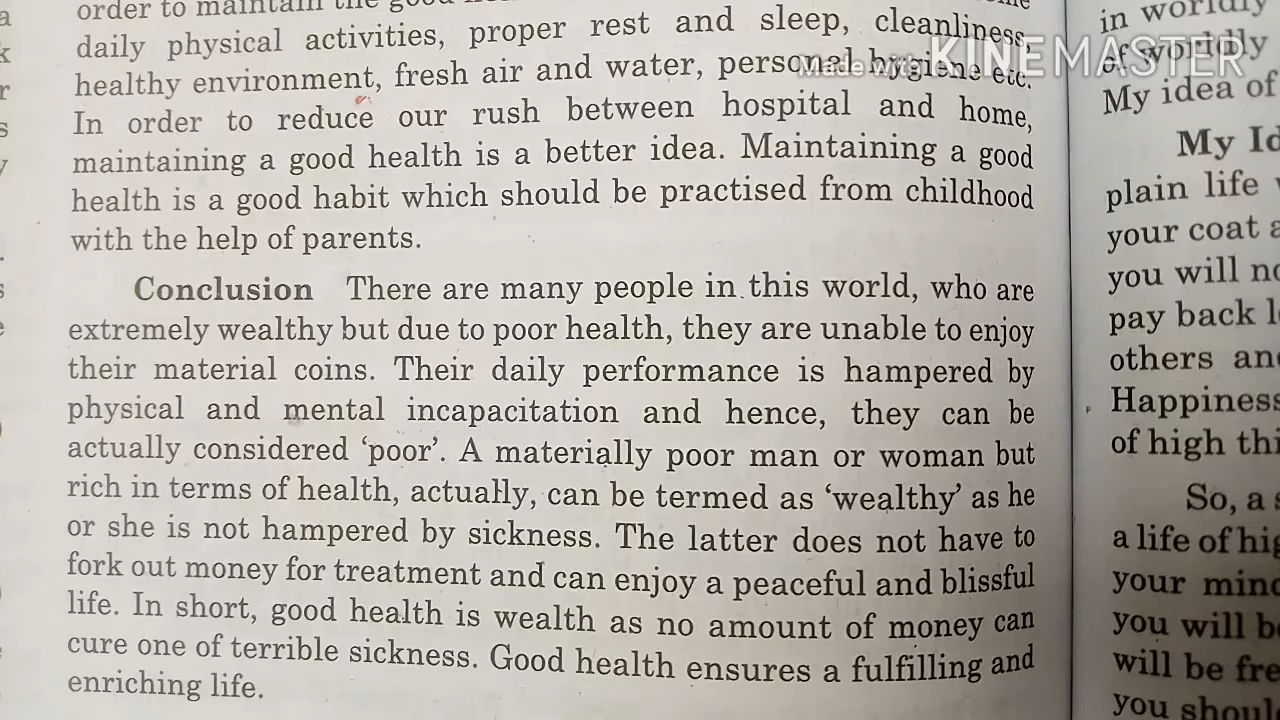 order to maintain the good
daily physical activities, proper rest and sleep, cleanliness,
healthy environment, fresh air and water, personal hygiene etc.
In order to reduce our rush between hospital and home,
maintaining a good health is a better idea. Maintaining a good
health is a good habit which should be practised from childhood
with the help of parents.
Conclusion There are many people in this world, who are
extremely wealthy but due to poor health, they are unable to enjoy
their material coins. Their daily performance is hampered by
physical and mental incapacitation and hence, they can be
actually considered ‘poor’. A materially poor man or woman but
rich in terms of health, actually, can be termed as ‘wealthy’ as he
or she is not hampered by sickness. The latter does not have to
fork out money for treatment and can enjoy a peaceful and blissful
life. In short, good health is wealth as no amount of money can
cure one of terrible sickness. Good health ensures a fulfilling and
enriching life.
in worldly
of worldly
My idea of
My
plain life
your coat
you will
pay back
others
Happiness
of high
So, a
a life of
your
you will
will be
you
Made with KINEMASTER